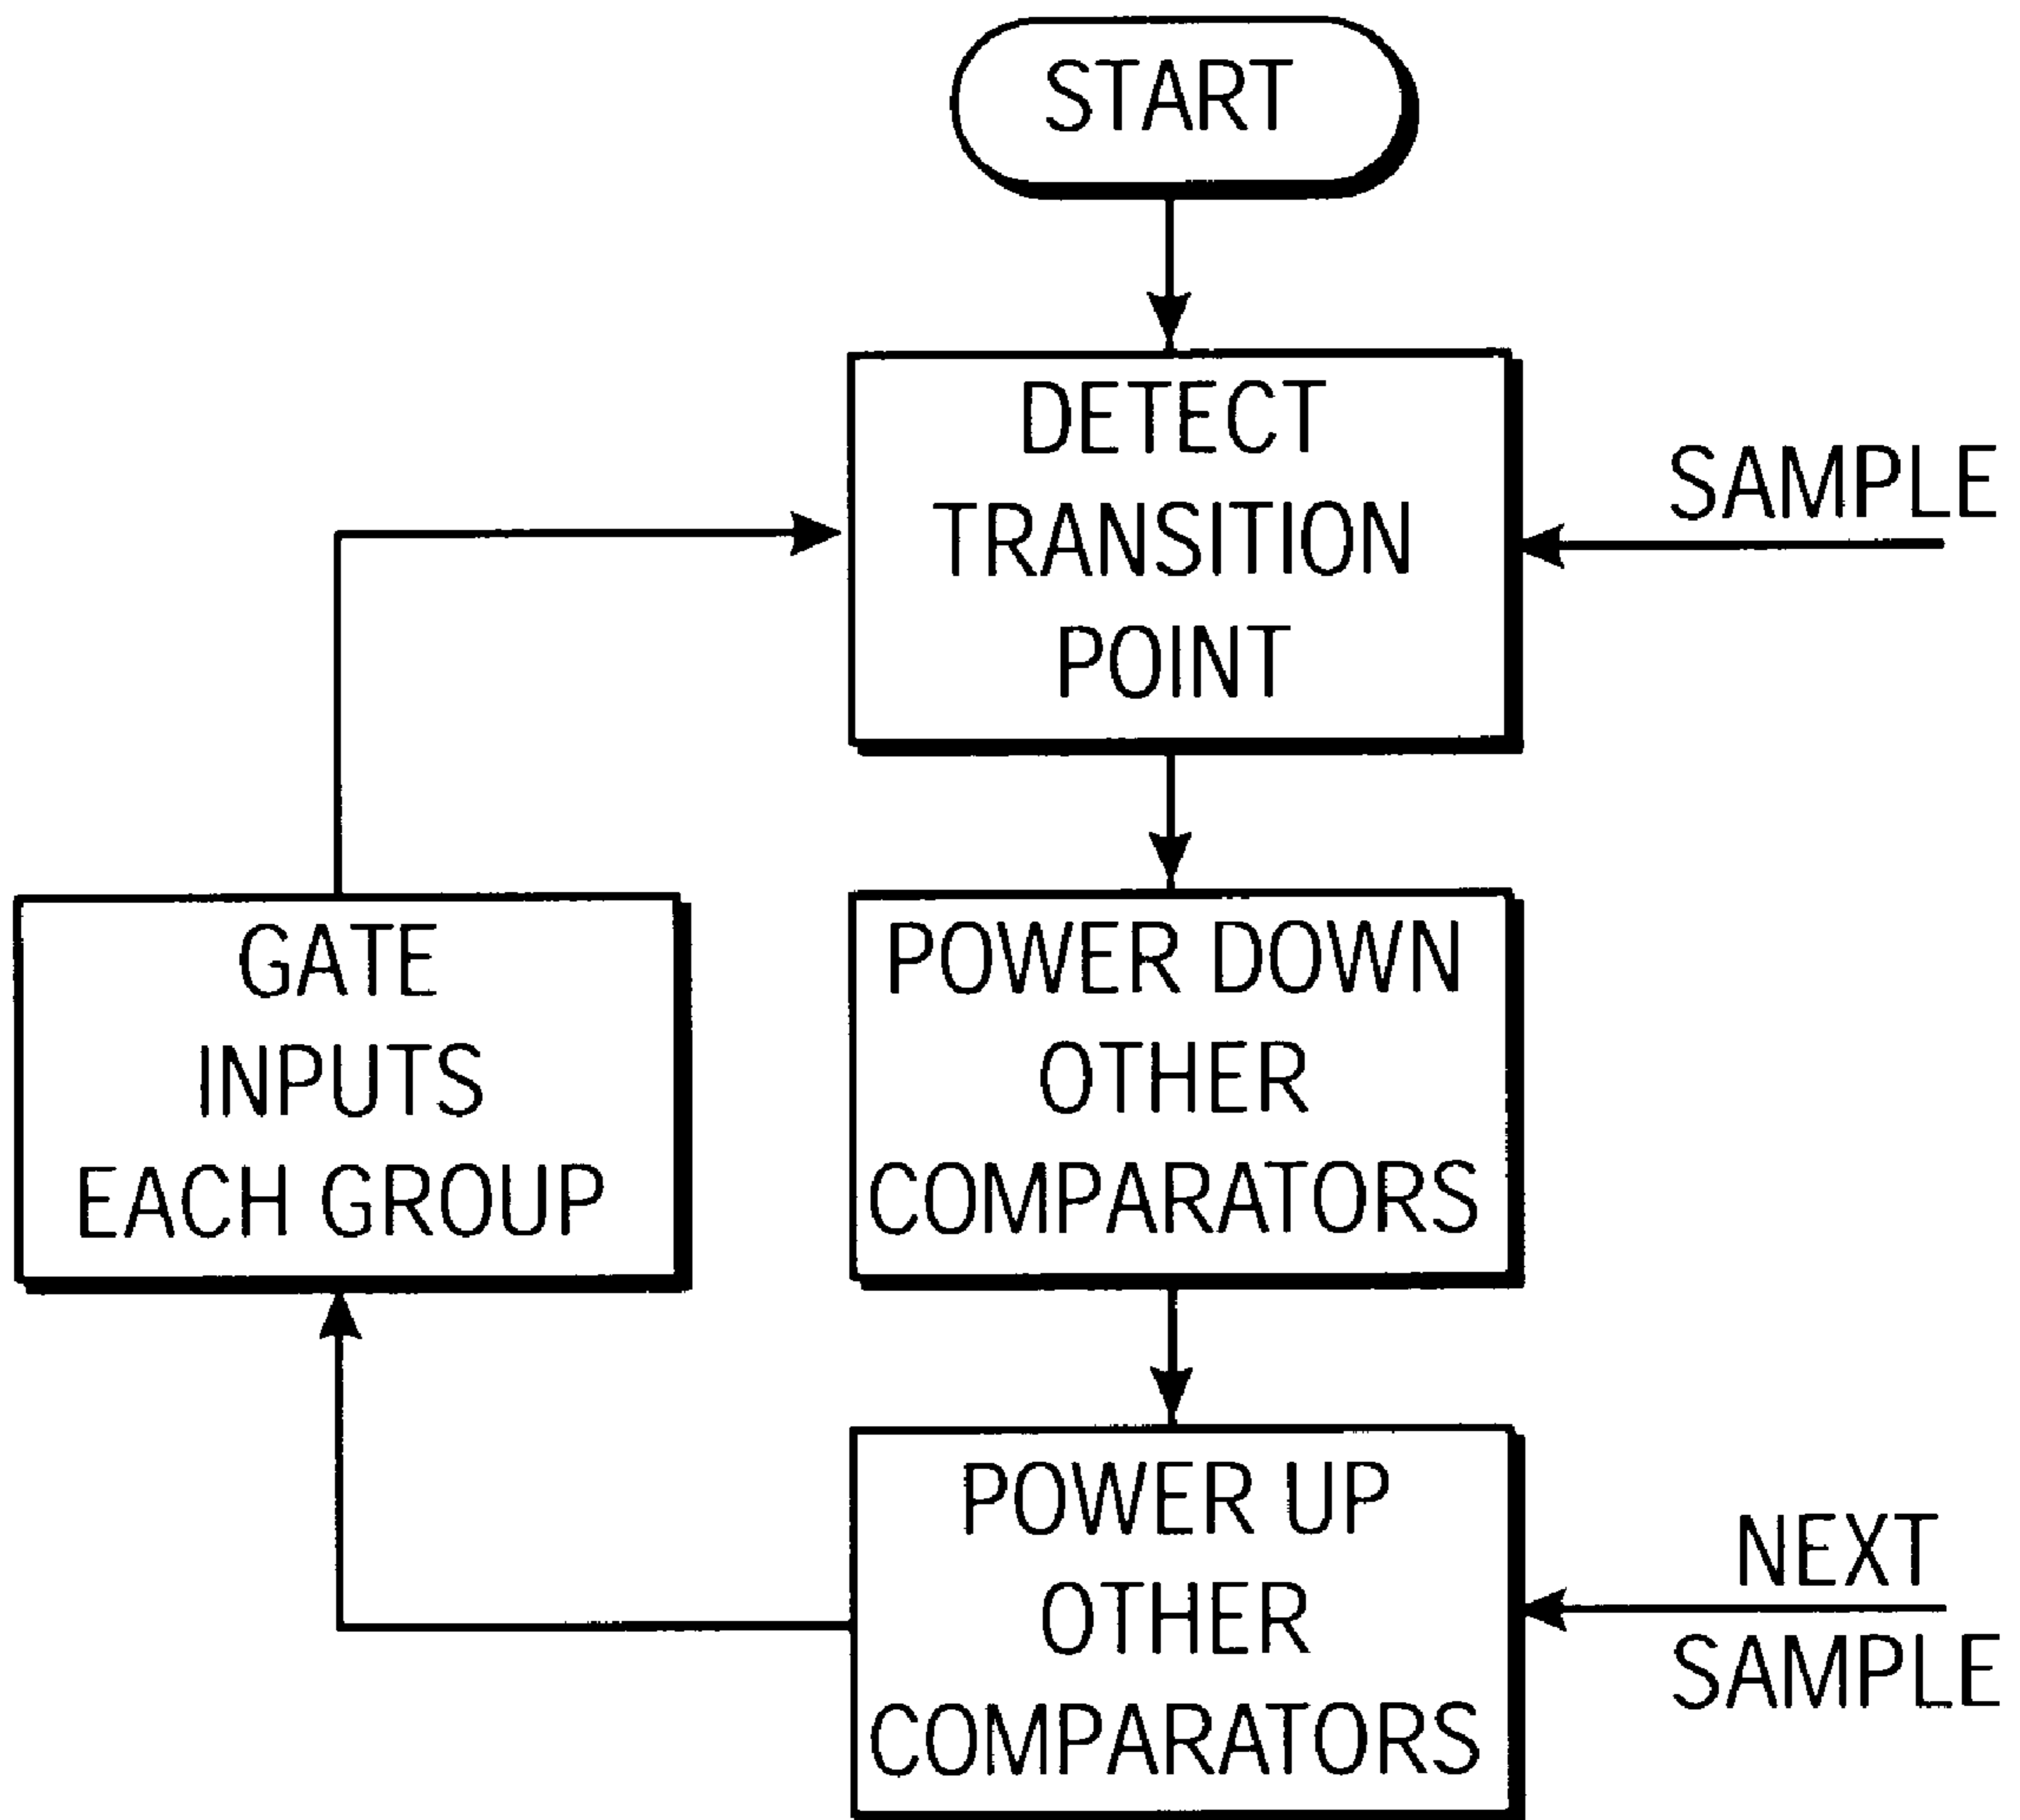 START
DETECT
TRANSITION
POINT
SAMPLE
GATE
INPUTS
EACH GROUP
POWER DOWN
OTHER
COMPARATORS
POWER UP
OTHER
COMPARATORS
NEXT
SAMPLE